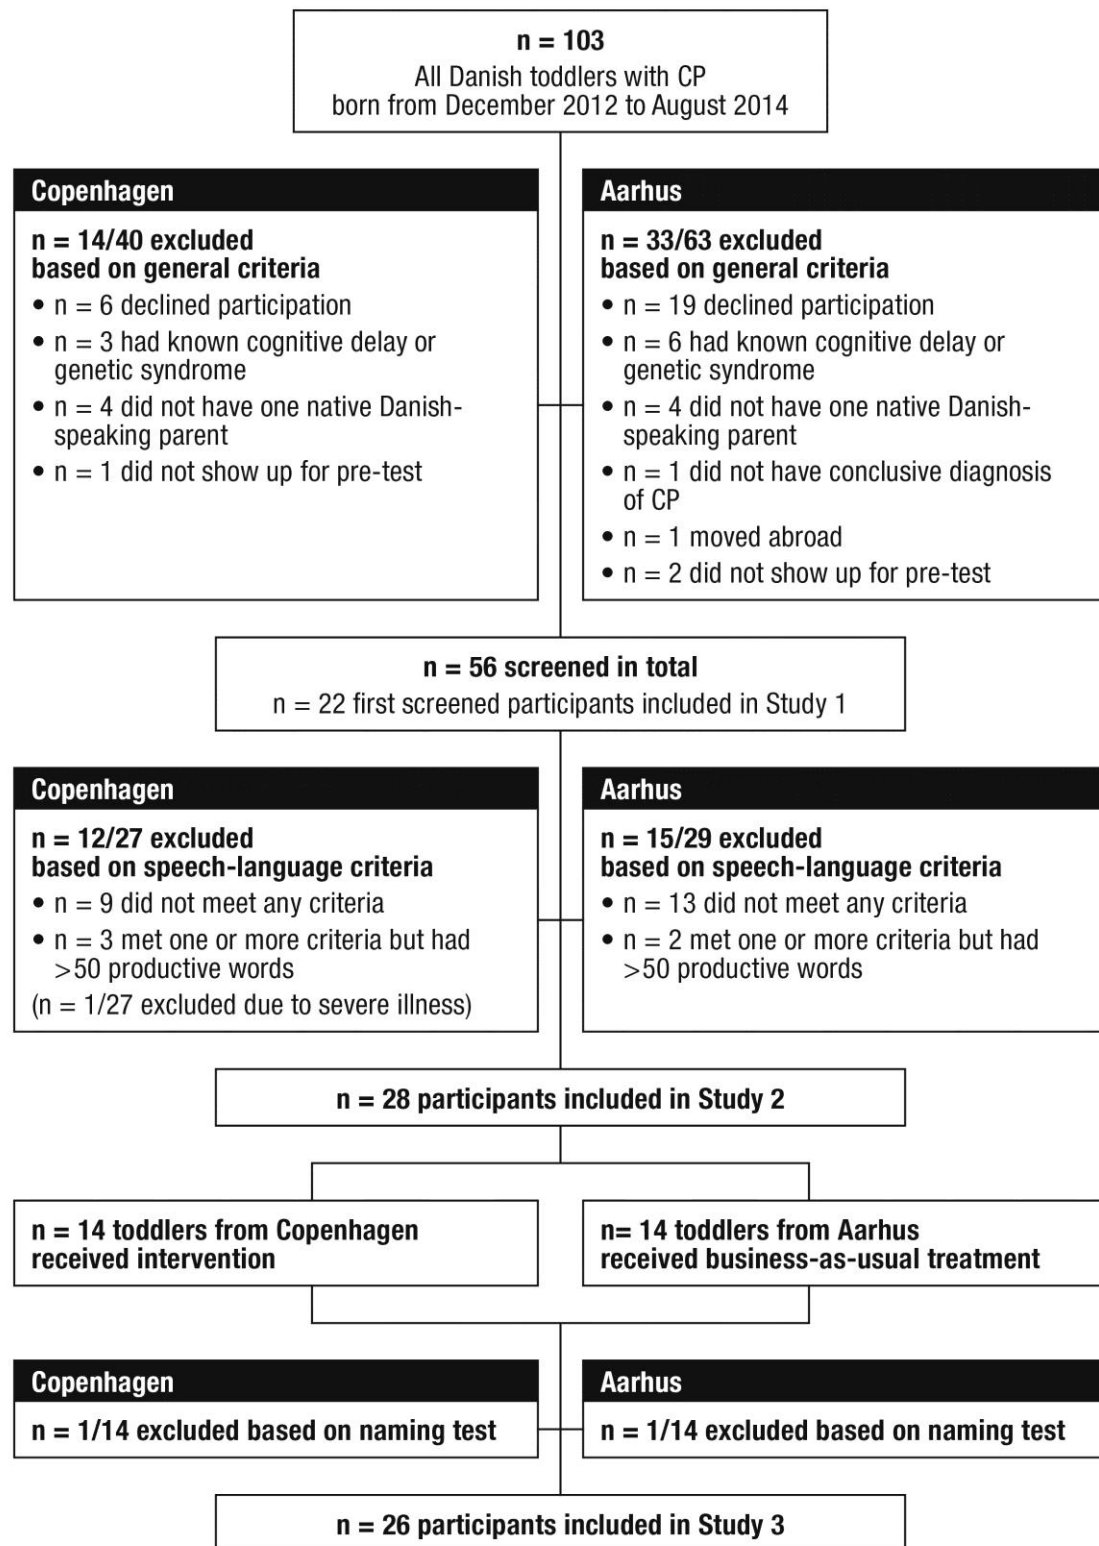 n = 103
All Danish toddlers with CP
born from December 2012 to August 2014
Copenhagen
n = 14/40 excluded
based on general criteria
• n = 6 declined participation
• n = 3 had known cognitive delay or
genetic syndrome
• n = 4 did not have one native Danish-
speaking parent
• n = 1 did not show up for pre-test
Aarhus
n = 33/63 excluded
based on general criteria
• n = 19 declined participation
• n = 6 had known cognitive delay or
genetic syndrome
• n = 4 did not have one native Danish-
speaking parent
• n = 1 did not have conclusive diagnosis
of CP
• n = 1 moved abroad
• n = 2 did not show up for pre-test
n = 56 screened in total
n = 22 first screened participants included in Study 1
Copenhagen
n = 12/27 excluded
based on speech-language criteria
• n = 9 did not meet any criteria
• n = 3 met one or more criteria but had
>50 productive words
(n = 1/27 excluded due to severe illness)
Aarhus
n = 15/29 excluded
based on speech-language criteria
• n = 13 did not meet any criteria
• n = 2 met one or more criteria but had
>50 productive words
n = 28 participants included in Study 2
n = 14 toddlers from Copenhagen
received intervention
n= 14 toddlers from Aarhus
received business-as-usual treatment
Copenhagen
n = 1/14 excluded based on naming test
Aarhus
n = 1/14 excluded based on naming test
n = 26 participants included in Study 3